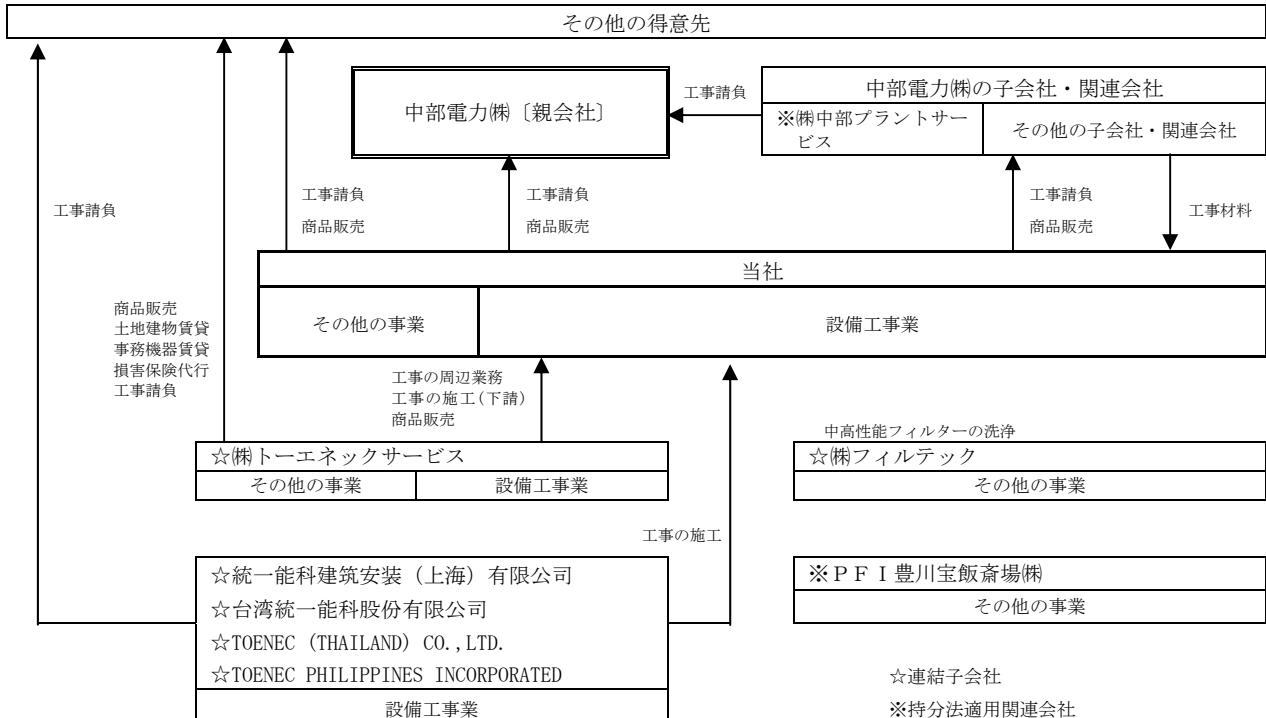 その他の得意先
中部電力㈱〔親会社〕
工事請負
中部電力㈱の子会社・関連会社
※㈱中部プラントサー
ビス
その他の子会社・関連会社
工事請負
工事請負
商品販売
工事請負
商品販売
工事請負
商品販売
工事材料
当社
その他の事業
設備工事業
商品販売
土地建物賃貸
事務機器賃貸
損害保険代行
工事請負
工事の周辺業務
工事の施工(下請)
商品販売
☆㈱トーエネックサービス
その他の事業
設備工事業
中高性能フィルターの洗浄
☆㈱フィルテック
その他の事業
工事の施工
☆統一能科建筑安装（上海）有限公司
☆台湾統一能科股份有限公司
☆TOENEC (THAILAND) CO.,LTD.
☆TOENEC PHILIPPINES INCORPORATED
設備工事業
※ＰＦＩ豊川宝飯斎場㈱
その他の事業
☆連結子会社
※持分法適用関連会社